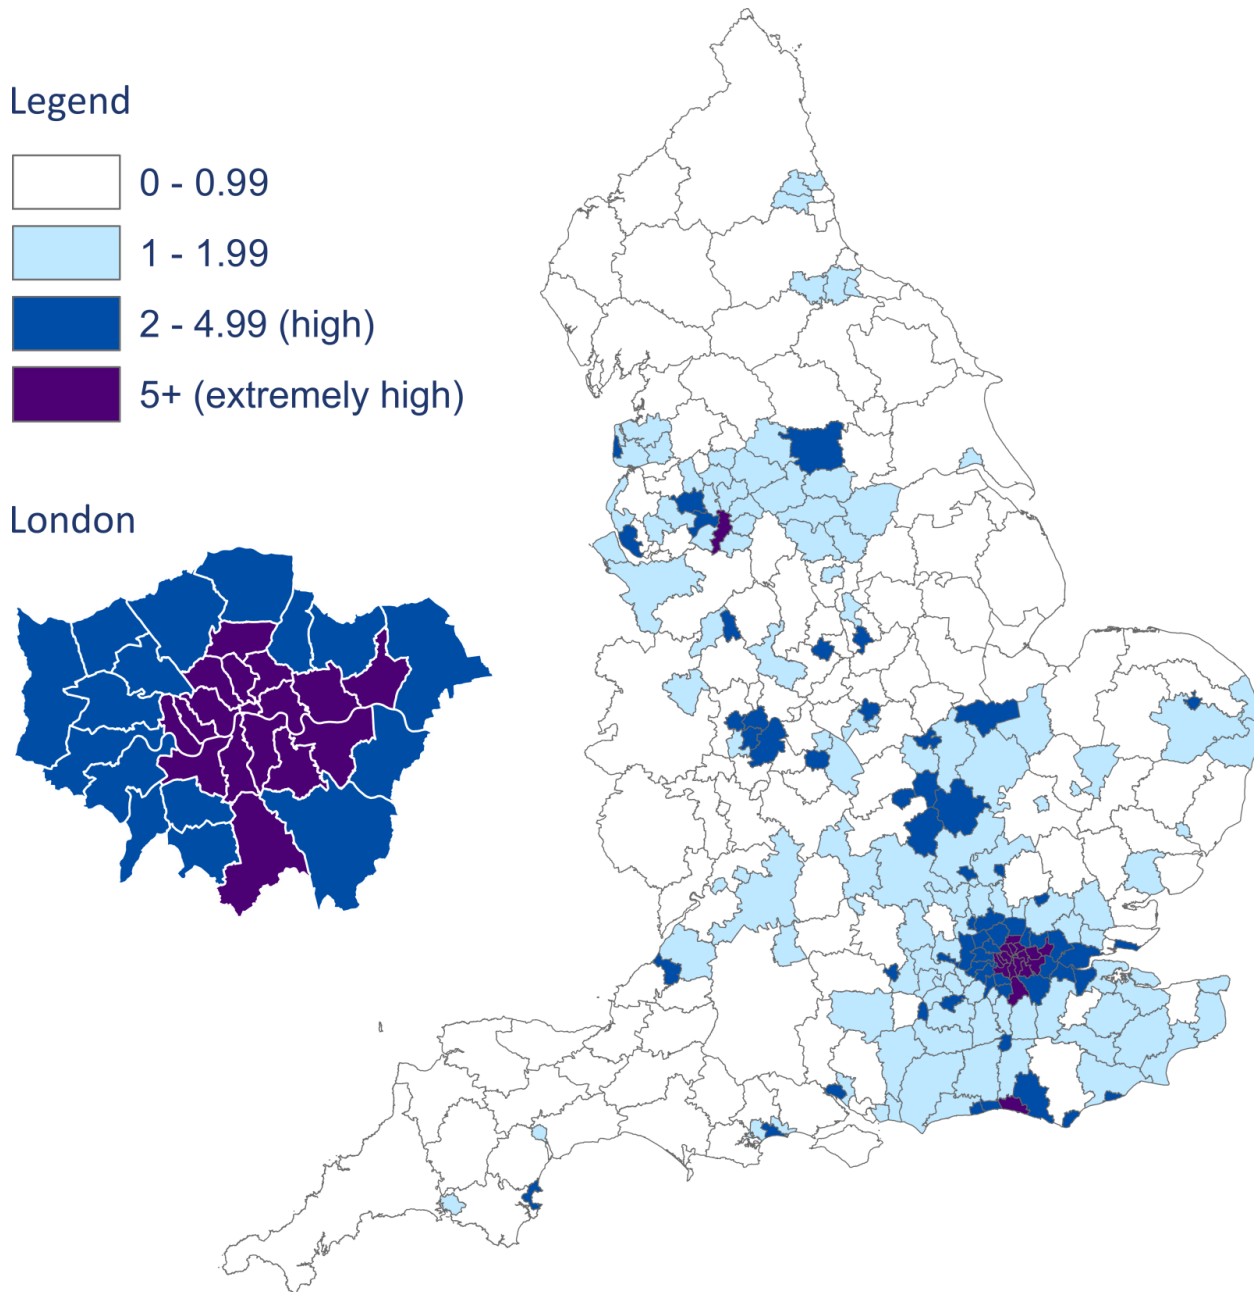 Legend
0 - 0.99
1 - 1.99
2 - 4.99 (high)
5+ (extremely high)
London